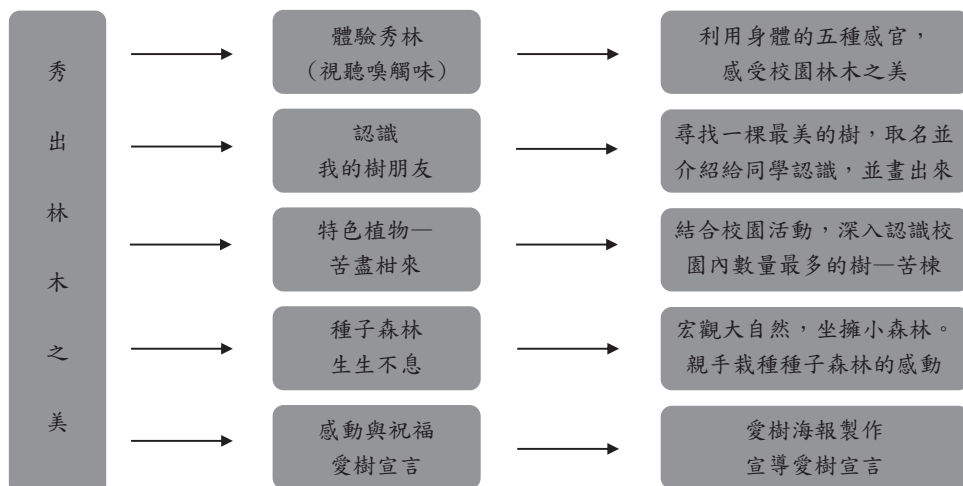 秀出林木之美
體驗秀林
（視聽嗅觸味）
利用身體的五種感官，
感受校園林木之美
認識
我的樹朋友
尋找一棵最美的樹，取名並
介紹給同學認識，並畫出來
特色植物—
苦盡柑來
結合校園活動，深入認識校
園內數量最多的樹—苦楝
種子森林
生生不息
宏觀大自然，坐擁小森林。
親手栽種種子森林的感動
感動與祝福
愛樹宣言
愛樹海報製作
宣導愛樹宣言